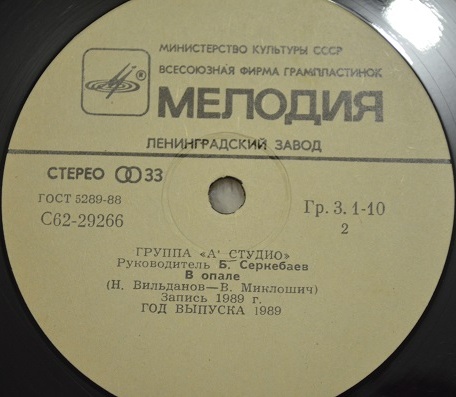 МИНИСТЕРСТВО КУЛЬТУРЫ СССР
ВСЕСОЮЗНАЯ ФИРМА ГРАМПЛАСТИНОК
®
МЕЛОДИЯ
ЛЕНИНГРАДСКИЙ ЗАВОД
СТЕРЕО 33
ГОСТ 5289-88
С62-29266
Гр. 3. 1-10
2
ГРУППА «А' СТУДИО»
Руководитель Б. Серкебаев
В опале
(Н. Вильданов—В. Миклошич)
Запись 1989 г.
ГОД ВЫПУСКА 1989